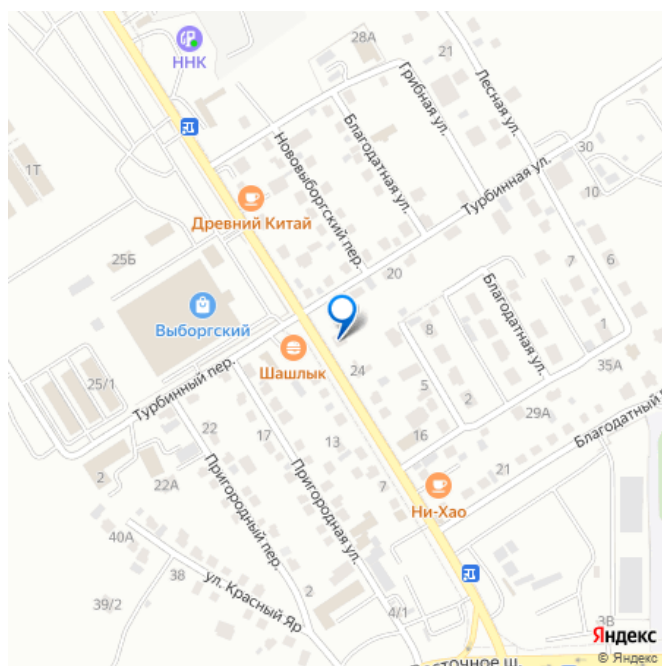 ННК
28А
21
Грибная ул.
Лесная ул.
Благодатная ул.
Нововыборгский пер.
1Т
30
Турбинная ул.
10
Древний Китай
25Б
20
7
6
Выборгский
8
Благодатная ул.
1
Шашлык
24
35А
25/1
Турбинный пер.
5
2
29А
Благодатный
22
17
13
16
2
22А
7
21
Пригородный пер.
Пригородная ул.
Ни-Хао
40А
38
ул. Красный Яр
39/2
2
4/1
3В
Яндекс
© Яндекс